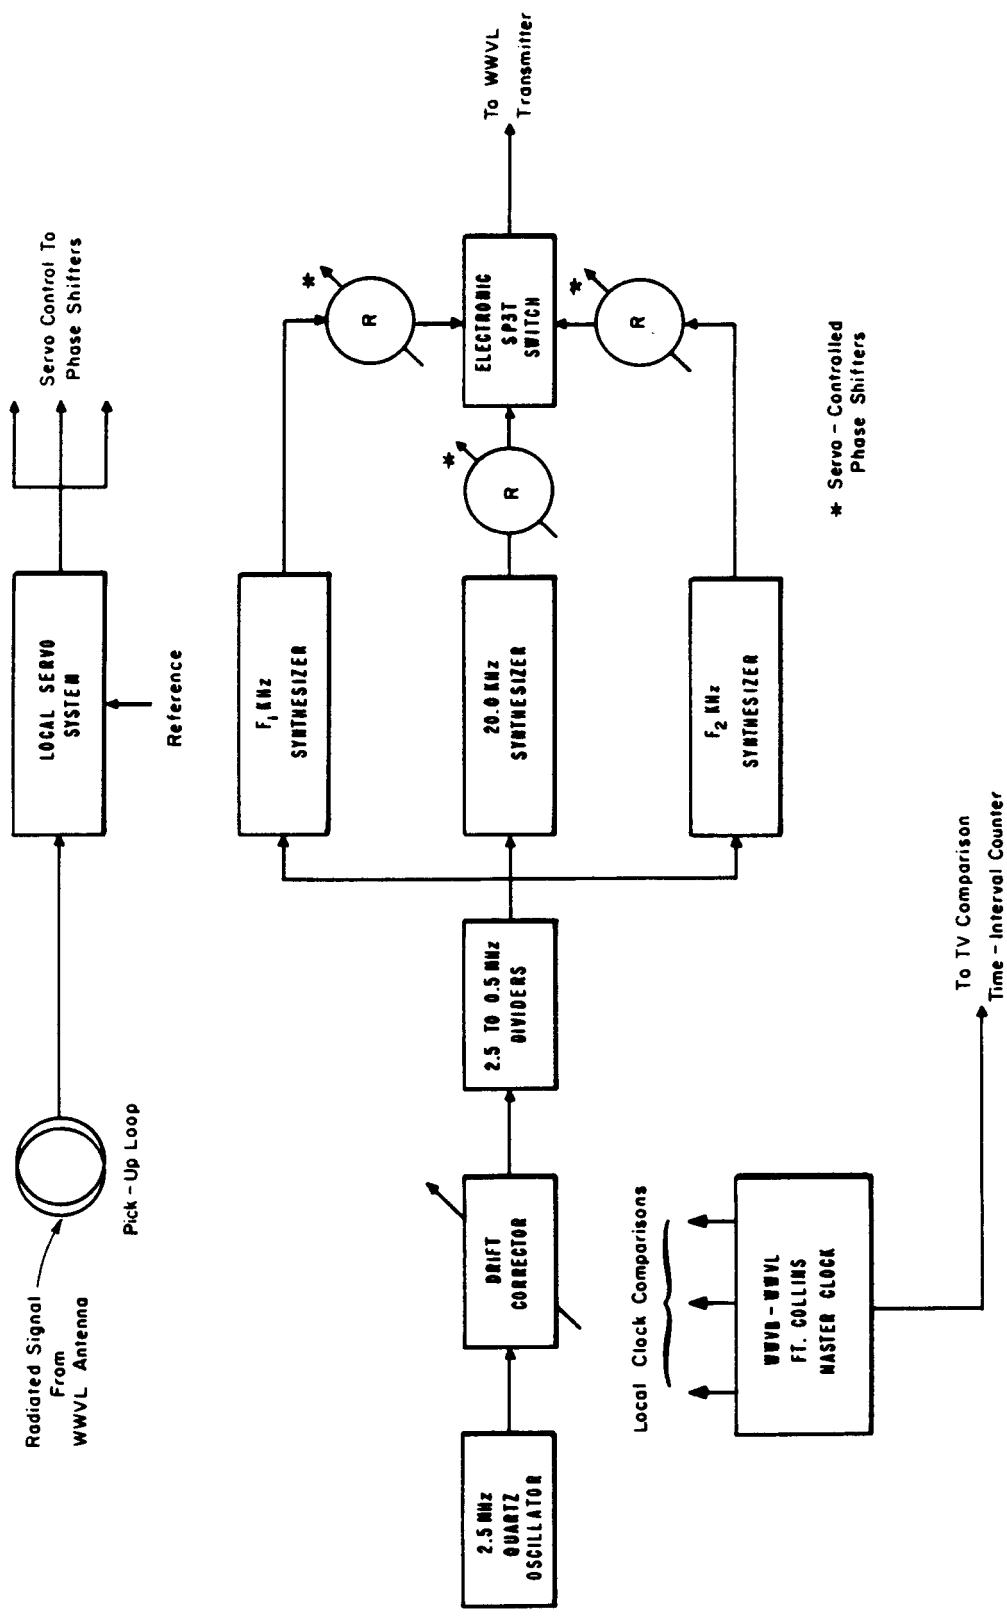 Radiated Signal
From
WWVL Antenna
Pick-Up Loop
LOCAL SERVO
SYSTEM
Reference
Servo Control To
Phase Shifters
2.5 MHz
QUARTZ
OSCILLATOR
DRIFT
CORRECTOR
2.5 TO 0.5 MHz
DIVIDERS
F1 KHz
SYNTHESIZER
20.0 KHz
SYNTHESIZER
F2 KHz
SYNTHESIZER
*
R
*
R
*
R
ELECTRONIC
SP3T
SWITCH
To WWVL
Transmitter
Local Clock Comparisons
WWVB-WWVL
FT. COLLINS
MASTER CLOCK
To TV Comparison
Time-Interval Counter
* Servo-Controlled
Phase Shifters